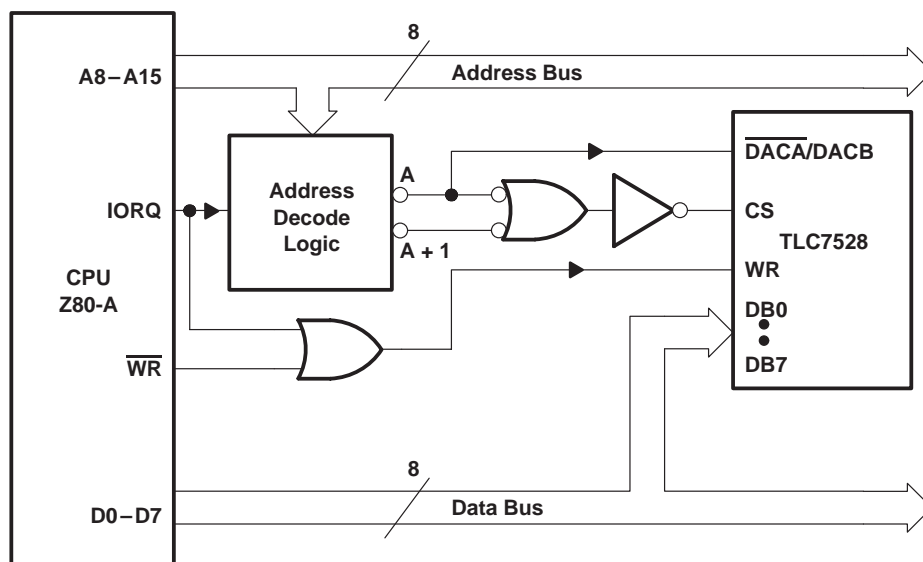 8
A8–A15
Address Bus
DACA/DACB
A
Address
Decode
Logic
IORQ
CS
TLC7528
A + 1
CPU
Z80-A
WR
DB0
WR
DB7
8
D0–D7
Data Bus